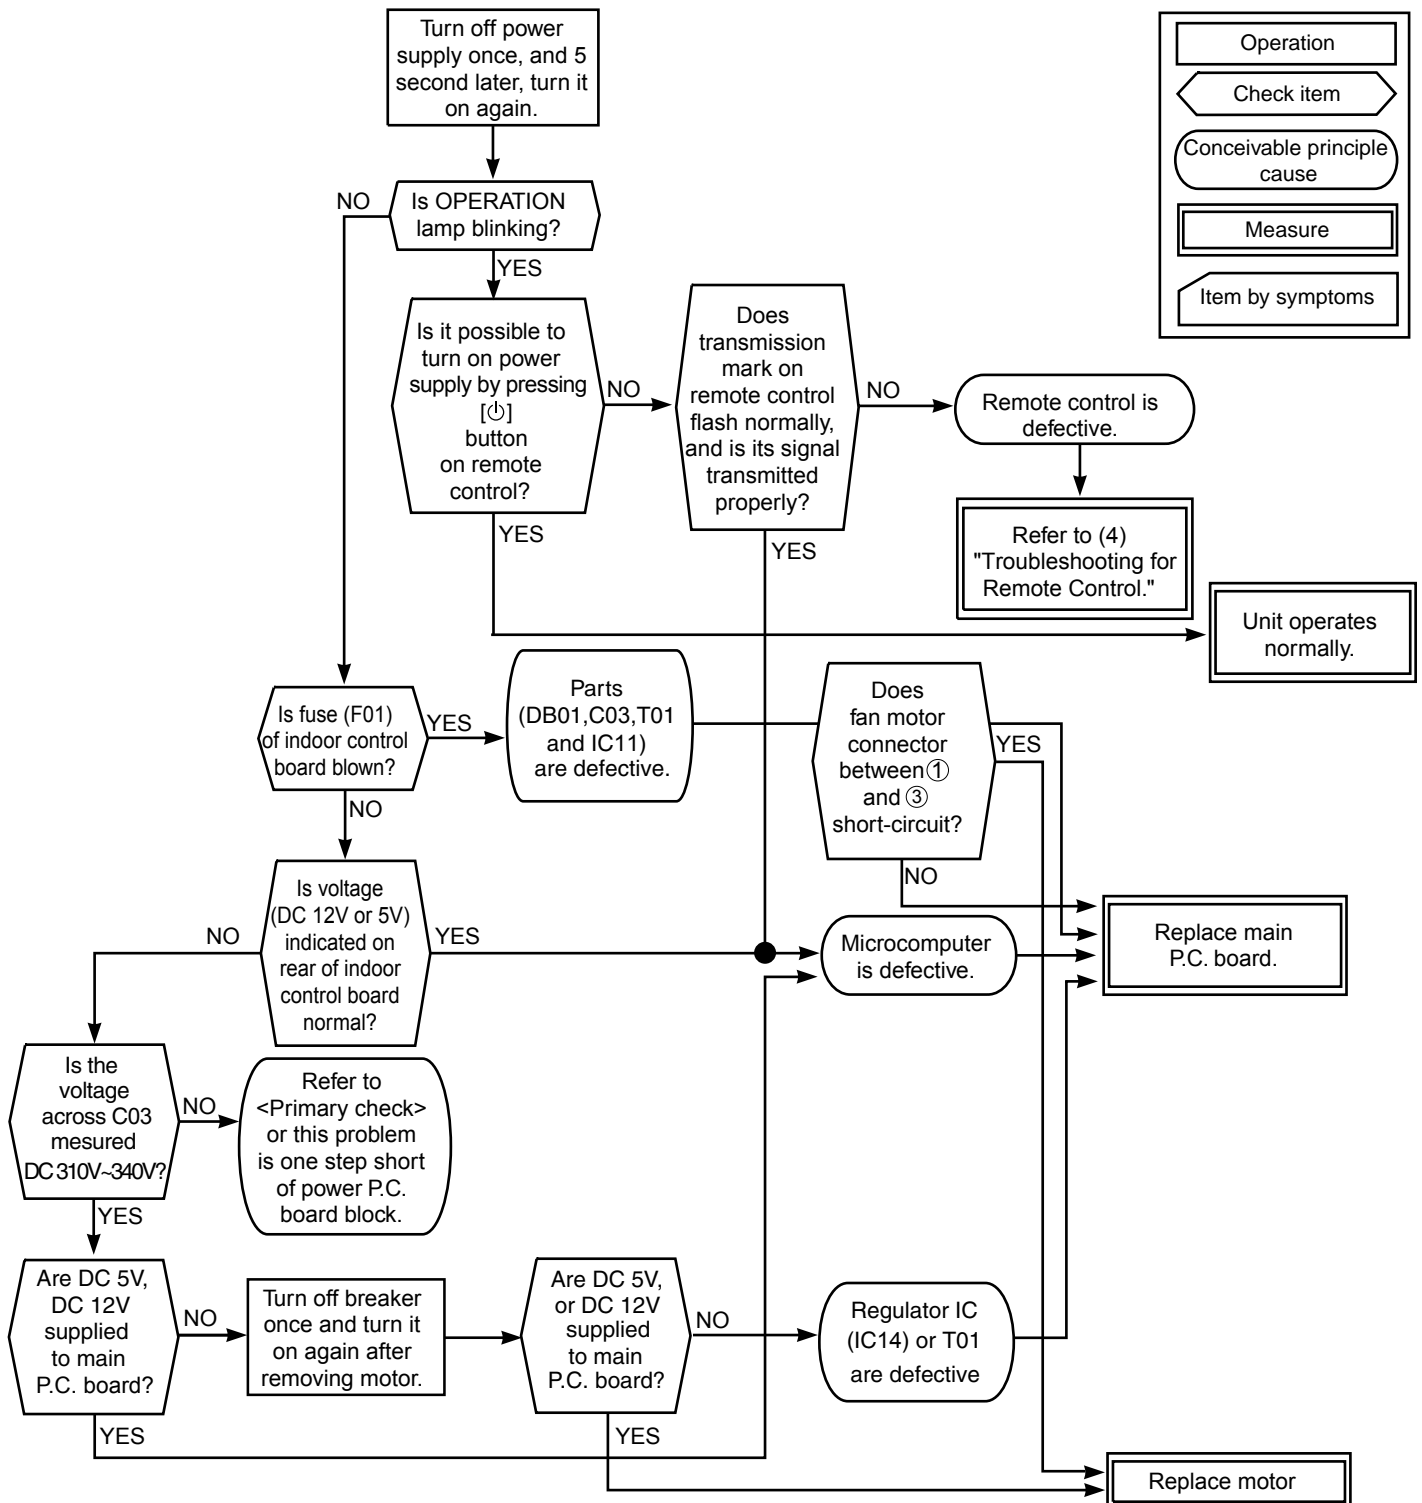 Turn off power
supply once, and 5
second later, turn it
on again.
Operation
Check item
Conceivable principle
cause
Measure
Item by symptoms
NO
Is OPERATION
lamp blinking?
YES
Is it possible to
turn on power
supply by pressing
[⏻]
button
on remote
control?
NO
Does
transmission
mark on
remote control
flash normally,
and is its signal
transmitted
properly?
NO
Remote control is
defective.
YES
YES
Refer to (4)
"Troubleshooting for
Remote Control."
Unit operates
normally.
Is fuse (F01)
of indoor control
board blown?
YES
Parts
(DB01,C03,T01
and IC11)
are defective.
Does
fan motor
connector
between①
and ③
short-circuit?
YES
NO
NO
Is voltage
(DC 12V or 5V)
indicated on
rear of indoor
control board
normal?
NO
YES
Microcomputer
is defective.
Replace main
P.C. board.
Is the
voltage
across C03
mesured
DC 310V~340V?
NO
Refer to
<Primary check>
or this problem
is one step short
of power P.C.
board block.
YES
Are DC 5V,
DC 12V
supplied
to main
P.C. board?
NO
Turn off breaker
once and turn it
on again after
removing motor.
Are DC 5V,
or DC 12V
supplied
to main
P.C. board?
NO
Regulator IC
(IC14) or T01
are defective
YES
YES
Replace motor